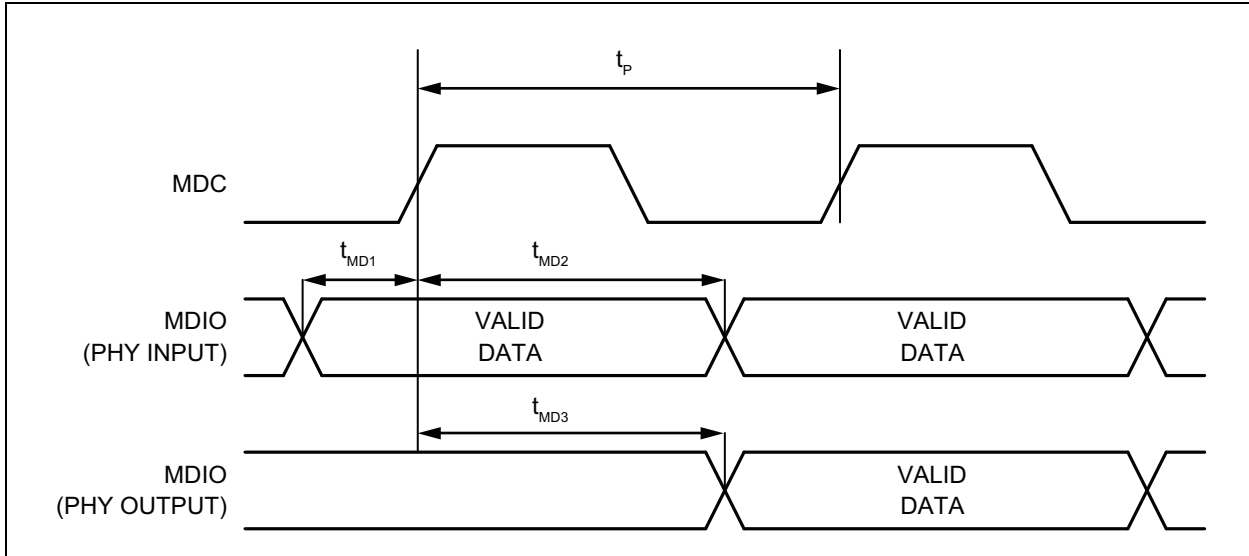 tP
MDC
tMD1
tMD2
MDIO
(PHY INPUT)
VALID
DATA
VALID
DATA
tMD3
MDIO
(PHY OUTPUT)
VALID
DATA